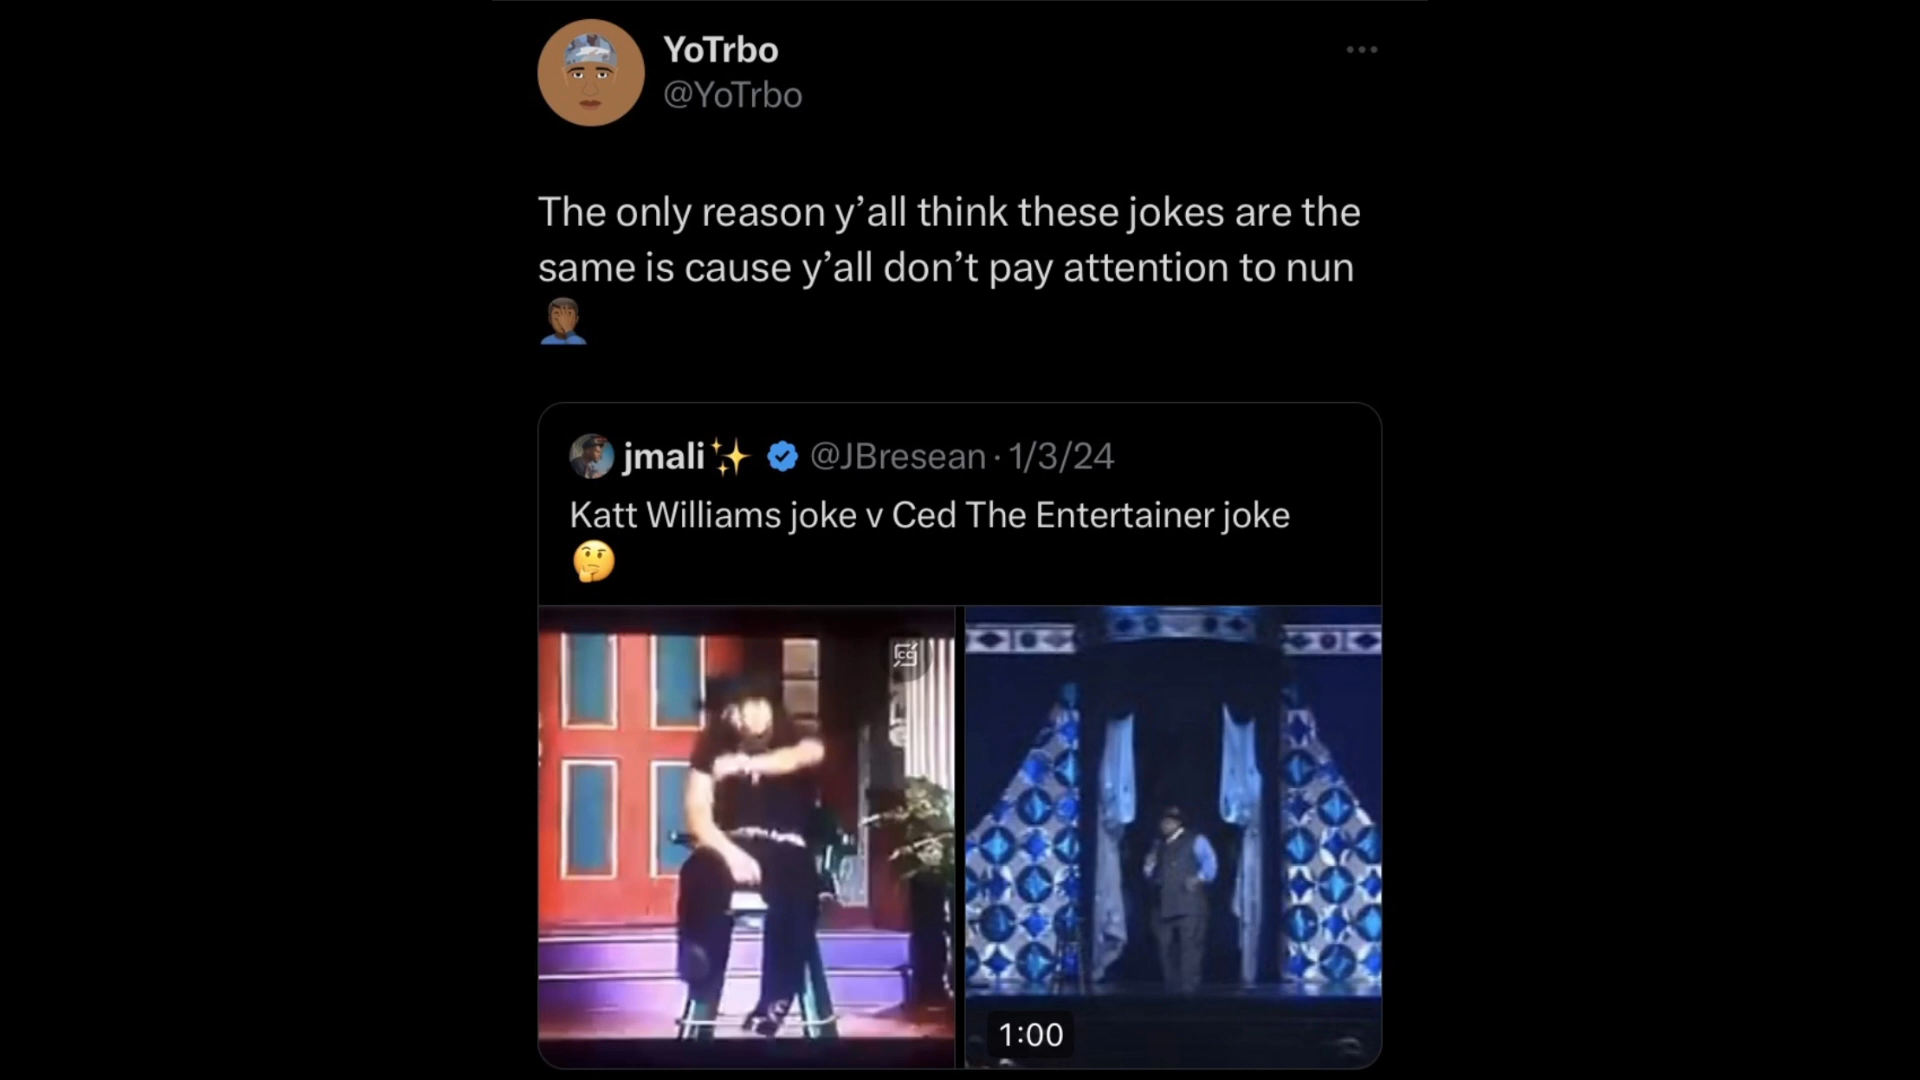 YoTrbo
@YoTrbo
The only reason y’all think these jokes are the
same is cause y’all don’t pay attention to nun
🤦🏾‍♂️
jmali✨ @JBresean · 1/3/24
Katt Williams joke v Ced The Entertainer joke
🤔
CC
1:00